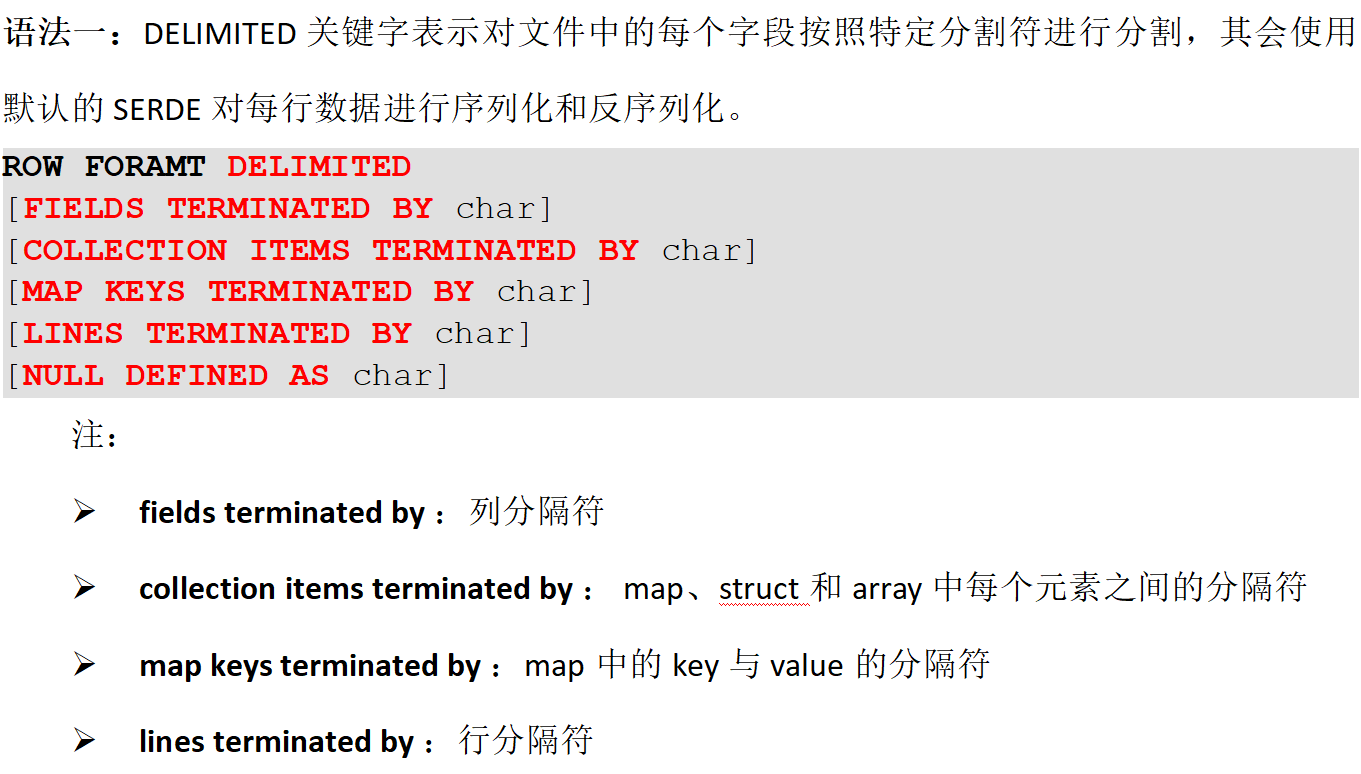 语法一：DELIMITED 关键字表示对文件中的每个字段按照特定分割符进行分割，其会使用
默认的 SERDE 对每行数据进行序列化和反序列化。
ROW FORAMT DELIMITED
[FIELDS TERMINATED BY char]
[COLLECTION ITEMS TERMINATED BY char]
[MAP KEYS TERMINATED BY char]
[LINES TERMINATED BY char]
[NULL DEFINED AS char]
注：
➢ fields terminated by ：列分隔符
➢ collection items terminated by ： map、struct 和 array 中每个元素之间的分隔符
➢ map keys terminated by ：map 中的 key 与 value 的分隔符
➢ lines terminated by ：行分隔符